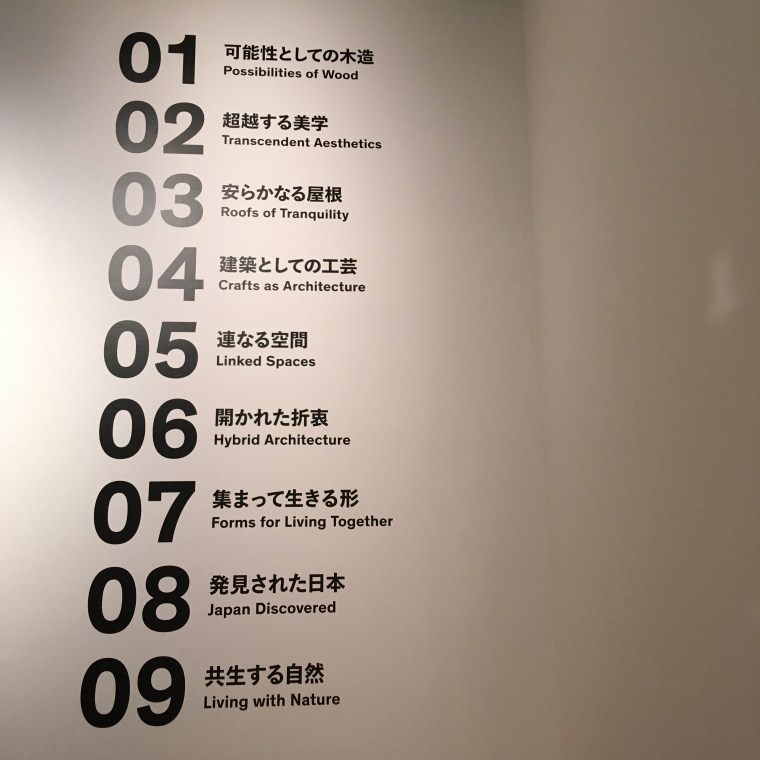 01
可能性としての木造
Possibilities of Wood
02
超越する美学
Transcendent Aesthetics
03
安らかなる屋根
Roofs of Tranquility
04
建築としての工芸
Crafts as Architecture
05
連なる空間
Linked Spaces
06
開かれた折衷
Hybrid Architecture
07
集まって生きる形
Forms for Living Together
08
発見された日本
Japan Discovered
09
共生する自然
Living with Nature